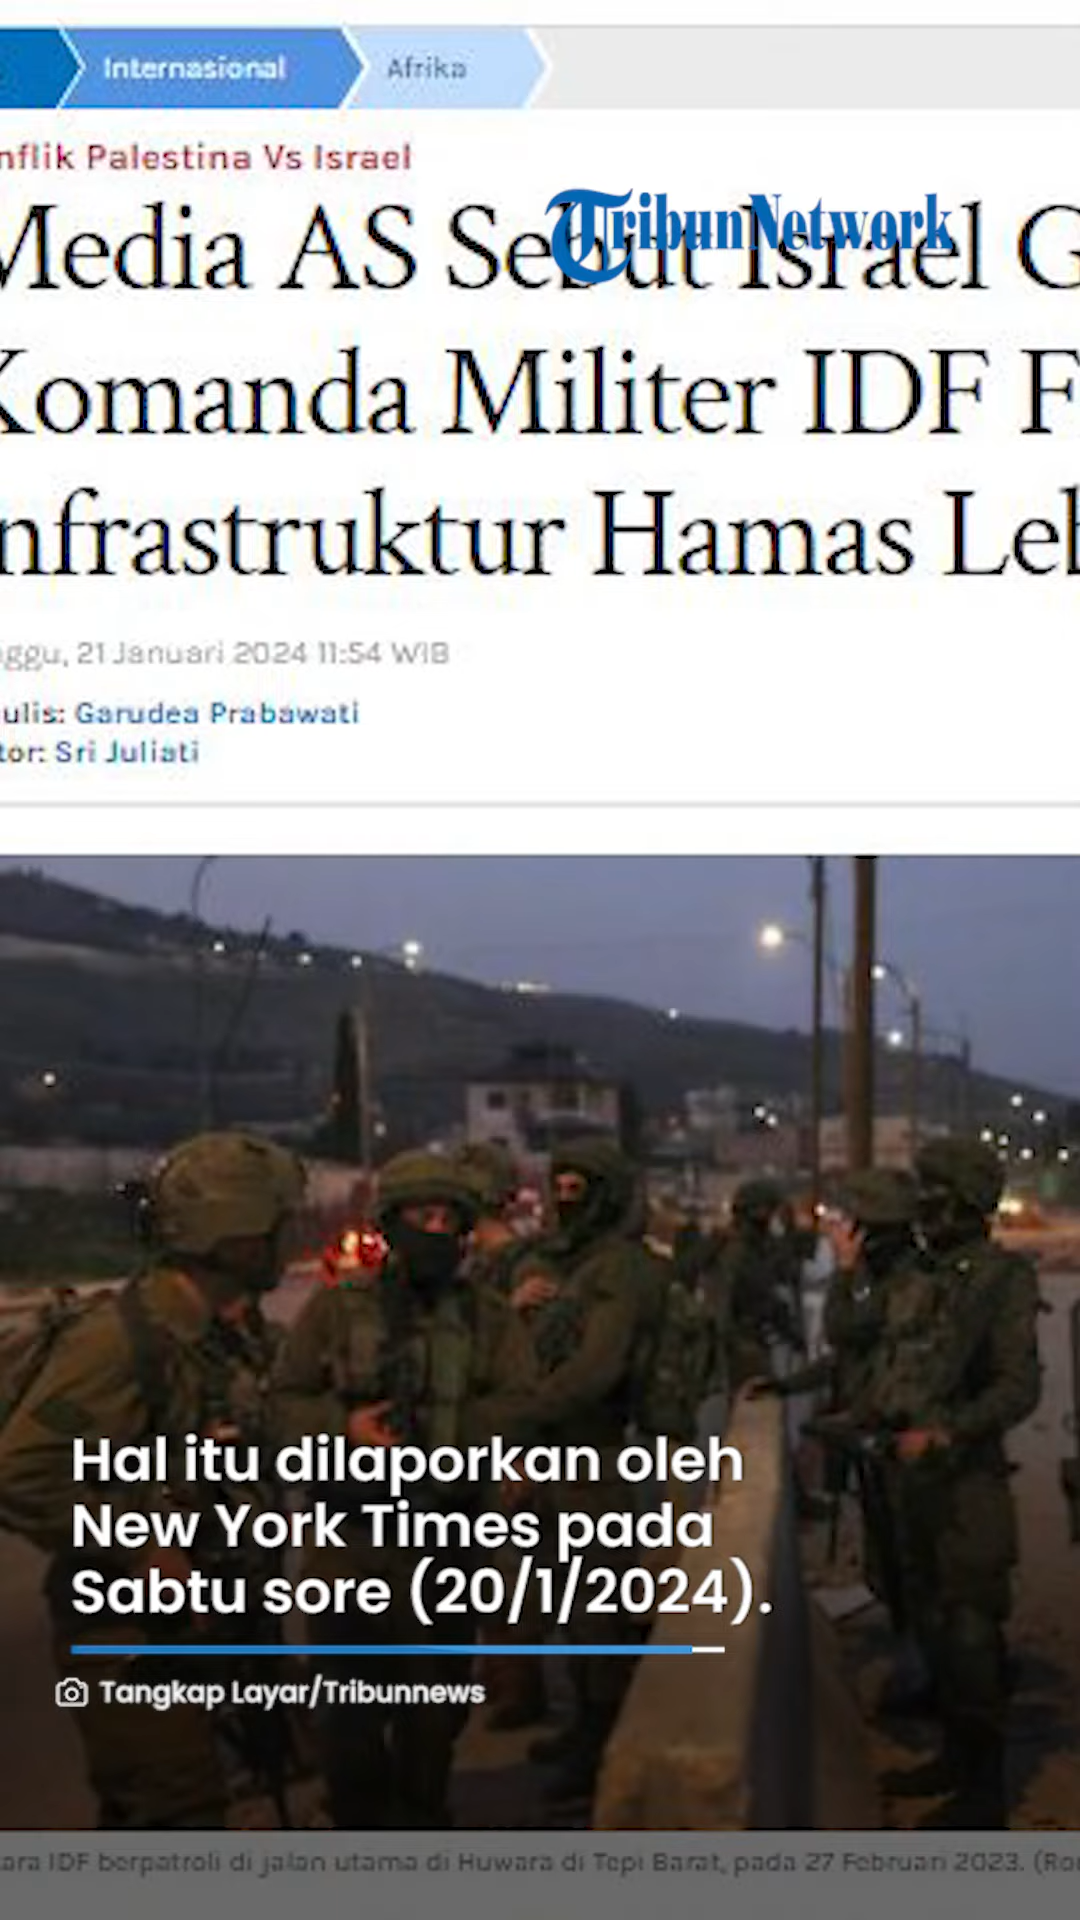 Internasional
Afrika
nflik Palestina Vs Israel
TribunNetwork
Media AS Sebut Israel G
Komanda Militer IDF F
nfrastruktur Hamas Leb
ggu, 21 Januari 2024 11:54 WIB
ulis: Garudea Prabawati
tor: Sri Juliati
Hal itu dilaporkan oleh
New York Times pada
Sabtu sore (20/1/2024).
Tangkap Layar/Tribunnews
ara IDF berpatroli di jalan utama di Huwara di Tepi Barat, pada 27 Februari 2023. (Ro